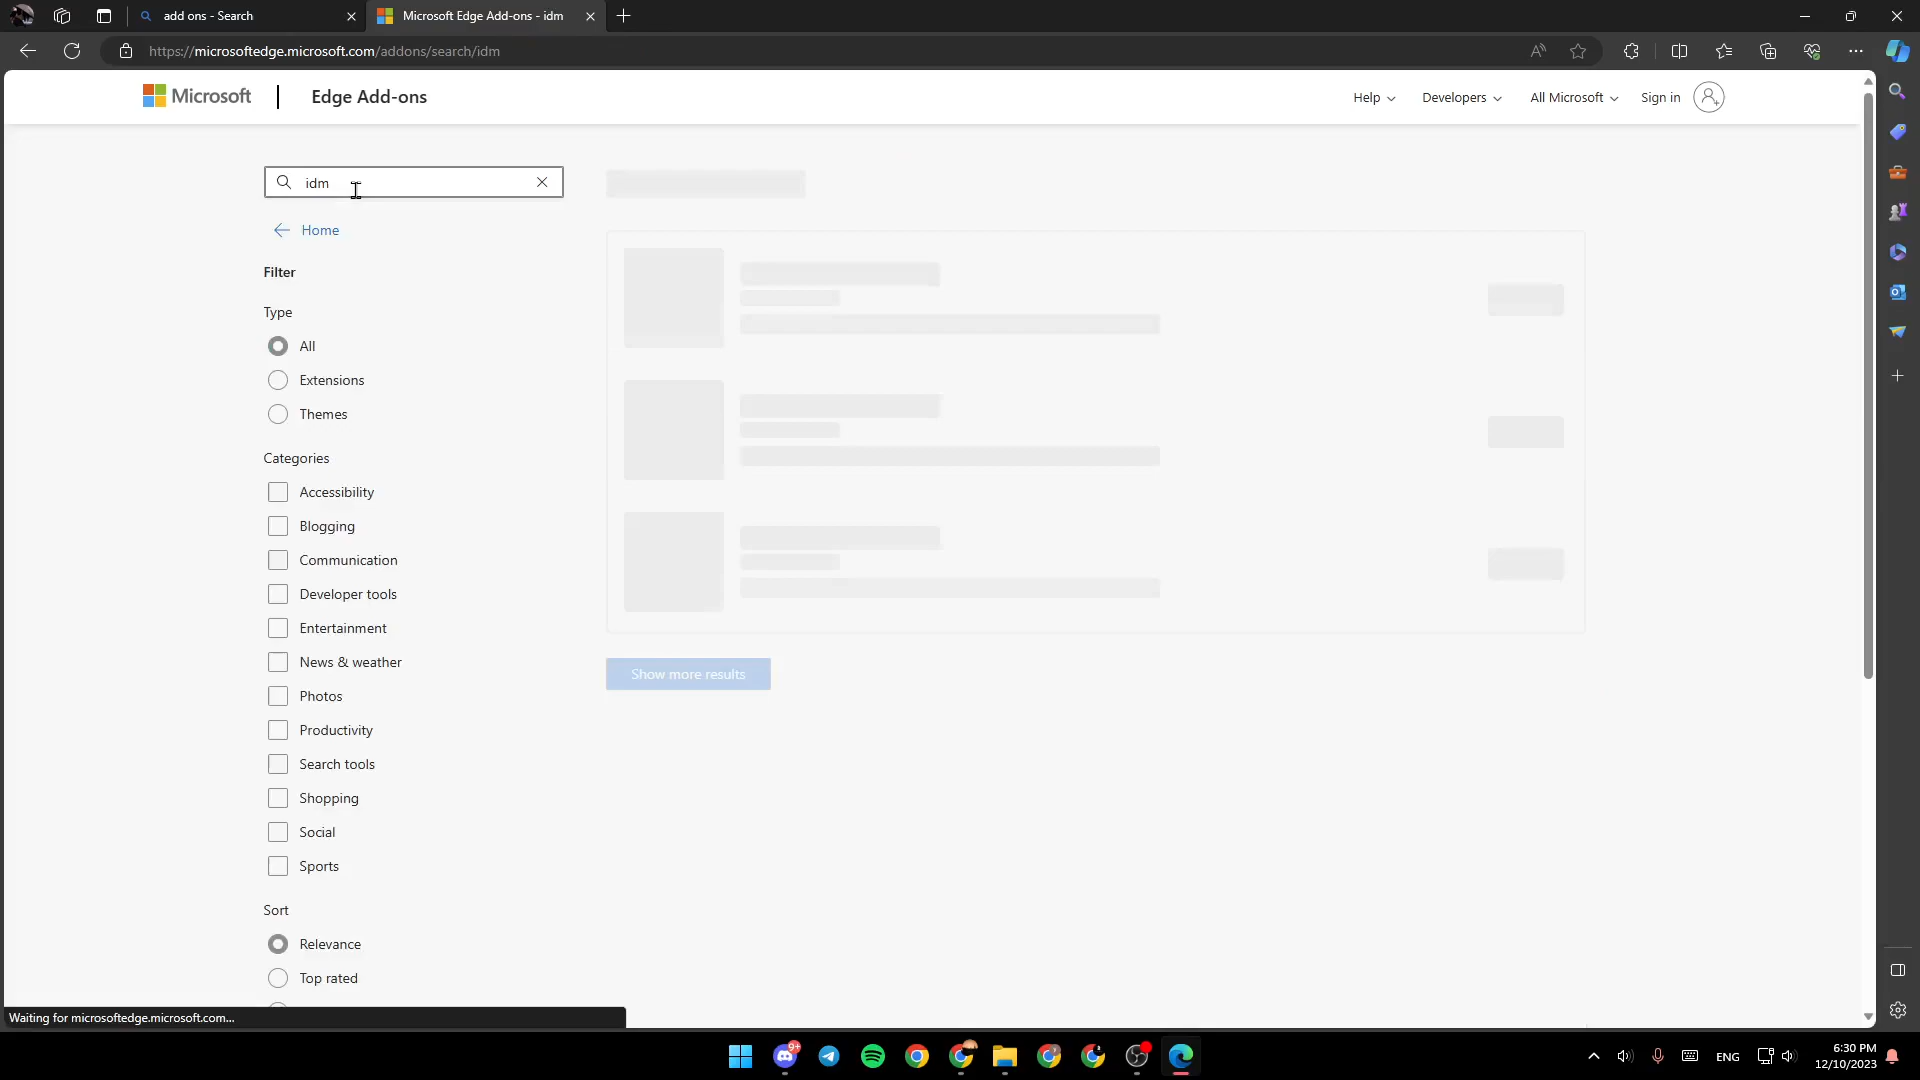 add ons - Search
Microsoft Edge Add-ons - idm
https://microsoftedge.microsoft.com/addons/search/idm
Microsoft
Edge Add-ons
Help
Developers
All Microsoft
Sign in
idm
Home
Filter
Type
All
Extensions
Themes
Categories
Accessibility
Blogging
Communication
Developer tools
Entertainment
News & weather
Photos
Productivity
Search tools
Shopping
Social
Sports
Sort
Relevance
Top rated
Show more results
Waiting for microsoftedge.microsoft.com...
9+
ENG
6:30 PM
12/10/2023